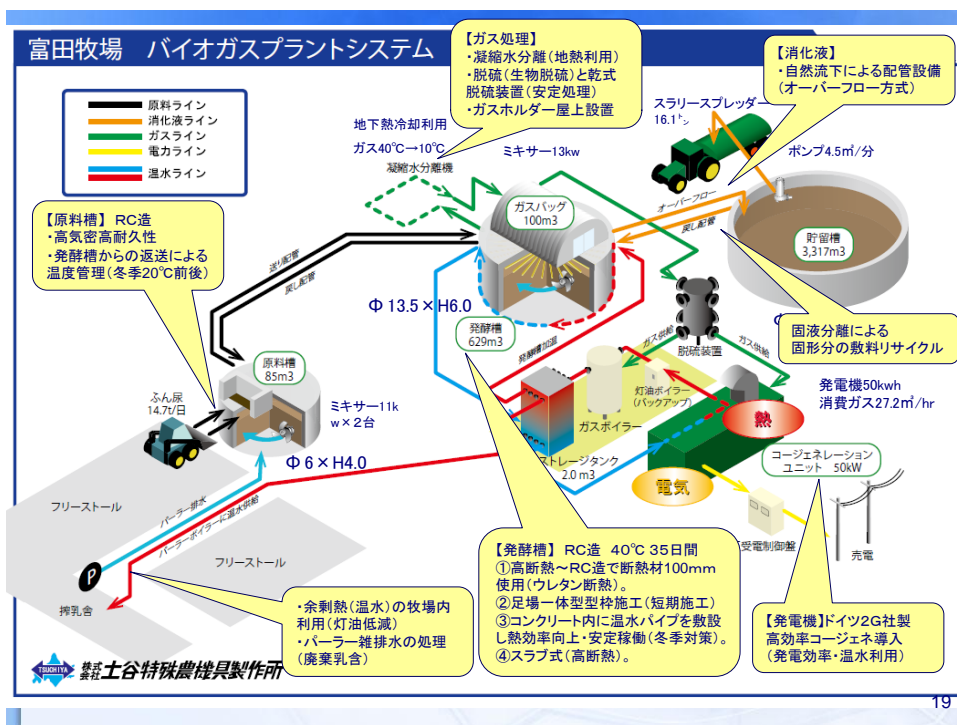 富田牧場　バイオガスプラントシステム
【ガス処理】
・凝縮水分離(地熱利用)
・脱硫(生物脱硫)と乾式
脱硫装置(安定処理)
・ガスホルダー屋上設置
【消化液】
・自然流下による配管設備
(オーバーフロー方式)
原料ライン
消化液ライン
ガスライン
電力ライン
温水ライン
地下熱冷却利用
ガス40℃→10℃
凝縮水分離機
ミキサー13kw
スラリースプレッダー
16.1㌧
ポンプ4.5㎥/分
【原料槽】 RC造
・高気密高耐久性
・発酵槽からの返送による
温度管理(冬季20℃前後)
ガスバッグ
100m3
オーバーフロー
戻し配管
貯留槽
3,317m3
送り配管
戻し配管
Φ 13.5×H6.0
発酵槽
629m3
発酵槽加温
ガス供給
脱硫装置
ガス供給
固液分離による
固形分の敷料リサイクル
原料槽
85m3
ふん尿
14.7t/日
ミキサー11k
w×2台
Φ 6×H4.0
灯油ボイラー
(バックアップ)
ガスボイラー
ストレージタンク
2.0 m3
熱
電気
発電機50kwh
消費ガス27.2㎥/hr
コージェネレーション
ユニット 50kW
フリーストール
パーラー排水
パーラーボイラーに温水供給
フリーストール
P
搾乳舎
受電制御盤
売電
・余剰熱(温水)の牧場内
利用(灯油低減)
・パーラー雑排水の処理
(廃棄乳含)
【発酵槽】 RC造 40℃ 35日間
①高断熱～RC造で断熱材100mm
使用(ウレタン断熱)。
②足場一体型型枠施工(短期施工)
③コンクリート内に温水パイプを敷設
し熱効率向上・安定稼働(冬季対策)。
④スラブ式(高断熱)。
【発電機】ドイツ2G社製
高効率コージェネ導入
(発電効率・温水利用)
TSUCHIYA 株式会社土谷特殊農機具製作所
19